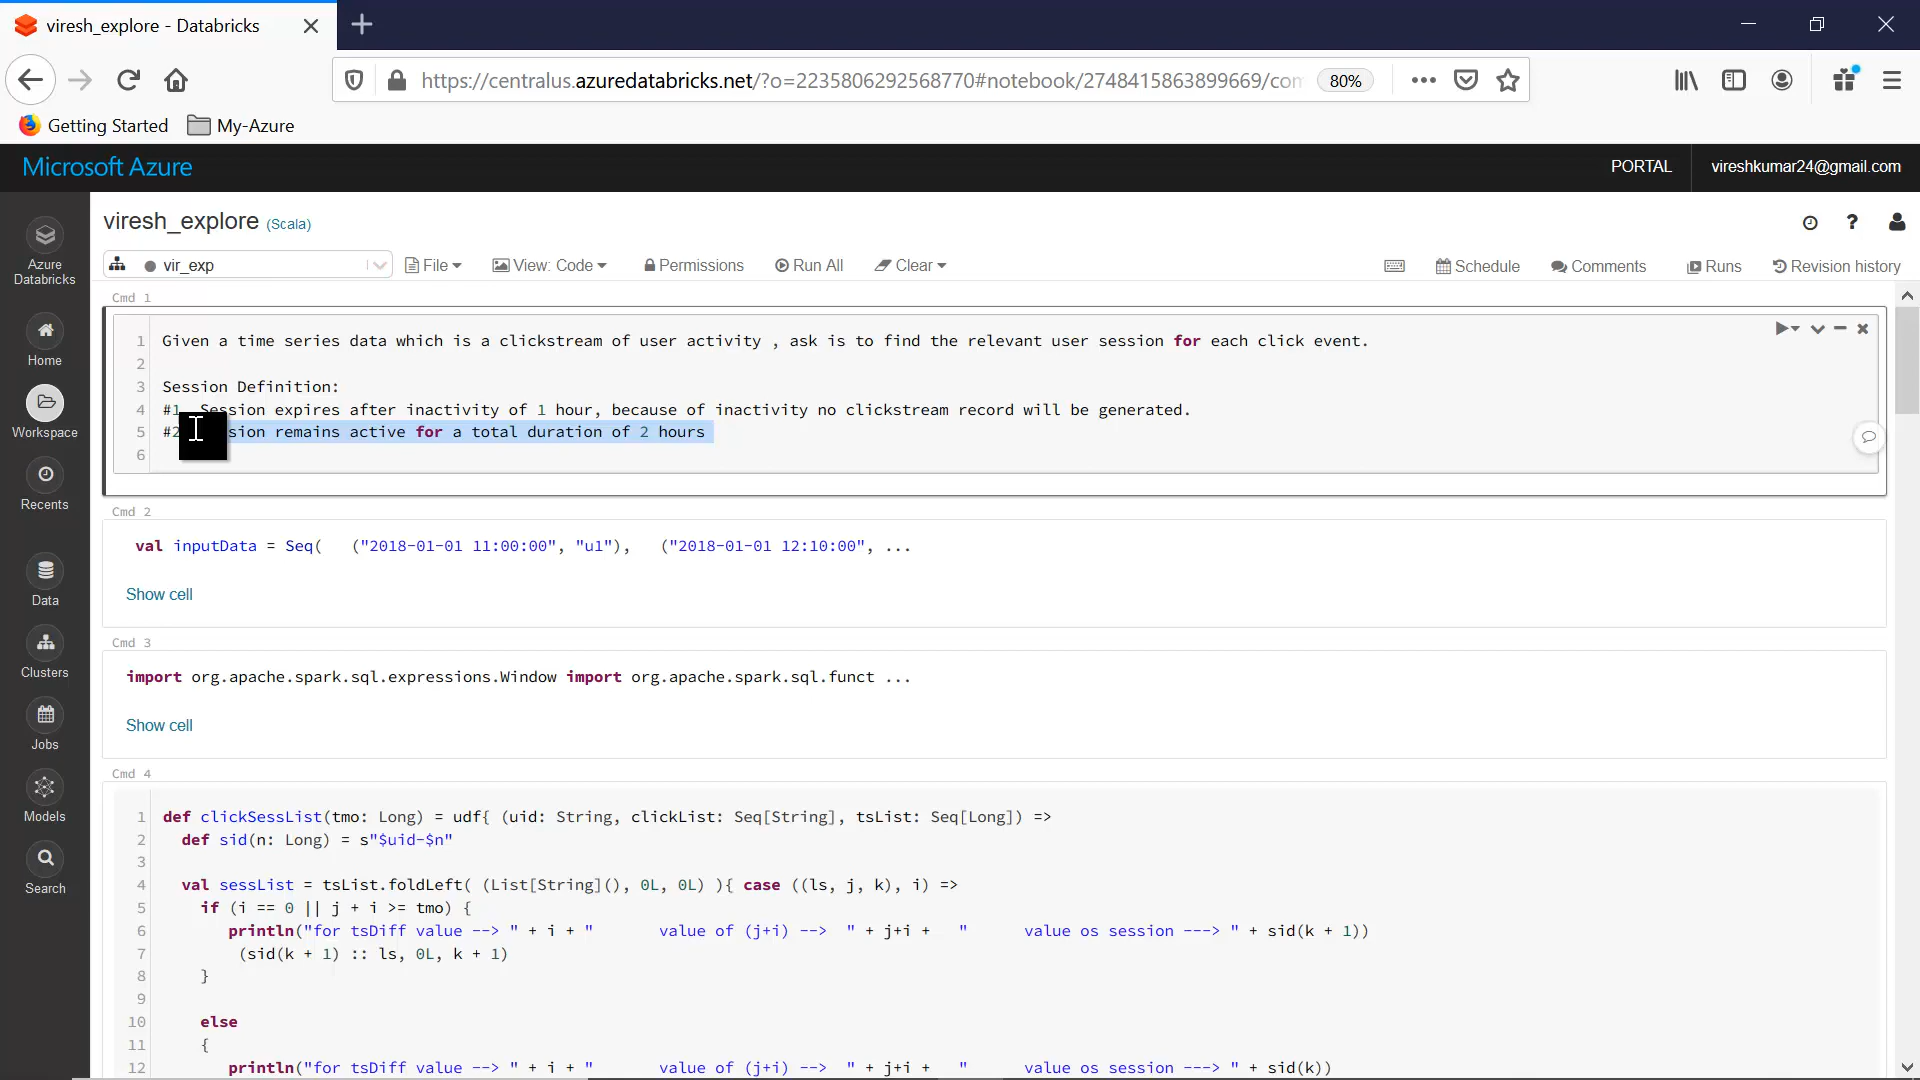 viresh_explore - Databricks
https://centralus.azuredatabricks.net/?o=2235806292568770#notebook/2748415863899669/con
80%
Getting Started
My-Azure
Microsoft Azure
PORTAL
vireshkumar24@gmail.com
viresh_explore (Scala)
vir_exp
File
View: Code
Permissions
Run All
Clear
Schedule
Comments
Runs
Revision history
Azure
Databricks
Home
Workspace
Recents
Data
Clusters
Jobs
Models
Search
Cmd 1
1 Given a time series data which is a clickstream of user activity , ask is to find the relevant user session for each click event.
2
3 Session Definition:
4 #1 Session expires after inactivity of 1 hour, because of inactivity no clickstream record will be generated.
5 #2 sion remains active for a total duration of 2 hours
6
Cmd 2
val inputData = Seq( ("2018-01-01 11:00:00", "u1"), ("2018-01-01 12:10:00", ...
Show cell
Cmd 3
import org.apache.spark.sql.expressions.Window import org.apache.spark.sql.funct ...
Show cell
Cmd 4
1 def clickSessList(tmo: Long) = udf{ (uid: String, clickList: Seq[String], tsList: Seq[Long]) =>
2 def sid(n: Long) = s"$uid-$n"
3
4 val sessList = tsList.foldLeft( (List[String](), 0L, 0L) ){ case ((ls, j, k), i) =>
5 if (i == 0 || j + i >= tmo) {
6 println("for tsDiff value --> " + i + " value of (j+i) --> " + j+i + " value os session ---> " + sid(k + 1))
7 (sid(k + 1) :: ls, 0L, k + 1)
8 }
9
10 else
11 {
12 println("for tsDiff value --> " + i + " value of (j+i) --> " + j+i + " value os session ---> " + sid(k))